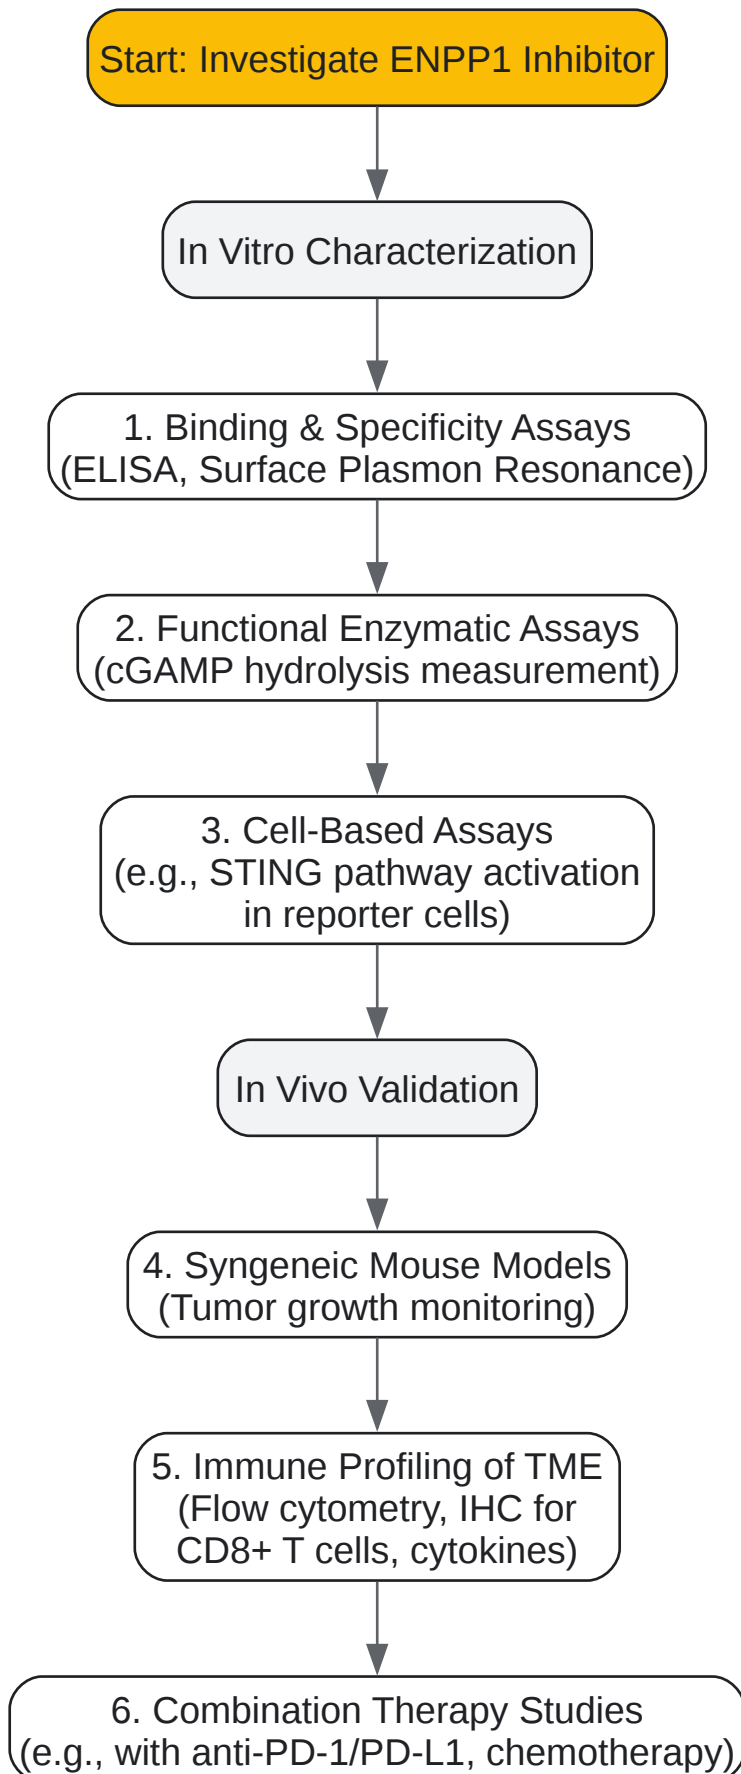 Start: Investigate ENPP1 Inhibitor
In Vitro Characterization
1. Binding & Specificity Assays
(ELISA, Surface Plasmon Resonance)
2. Functional Enzymatic Assays
(cGAMP hydrolysis measurement)
3. Cell-Based Assays
(e.g., STING pathway activation
in reporter cells)
In Vivo Validation
4. Syngeneic Mouse Models
(Tumor growth monitoring)
5. Immune Profiling of TME
(Flow cytometry, IHC for
CD8+ T cells, cytokines)
6. Combination Therapy Studies
(e.g., with anti-PD-1/PD-L1, chemotherapy)